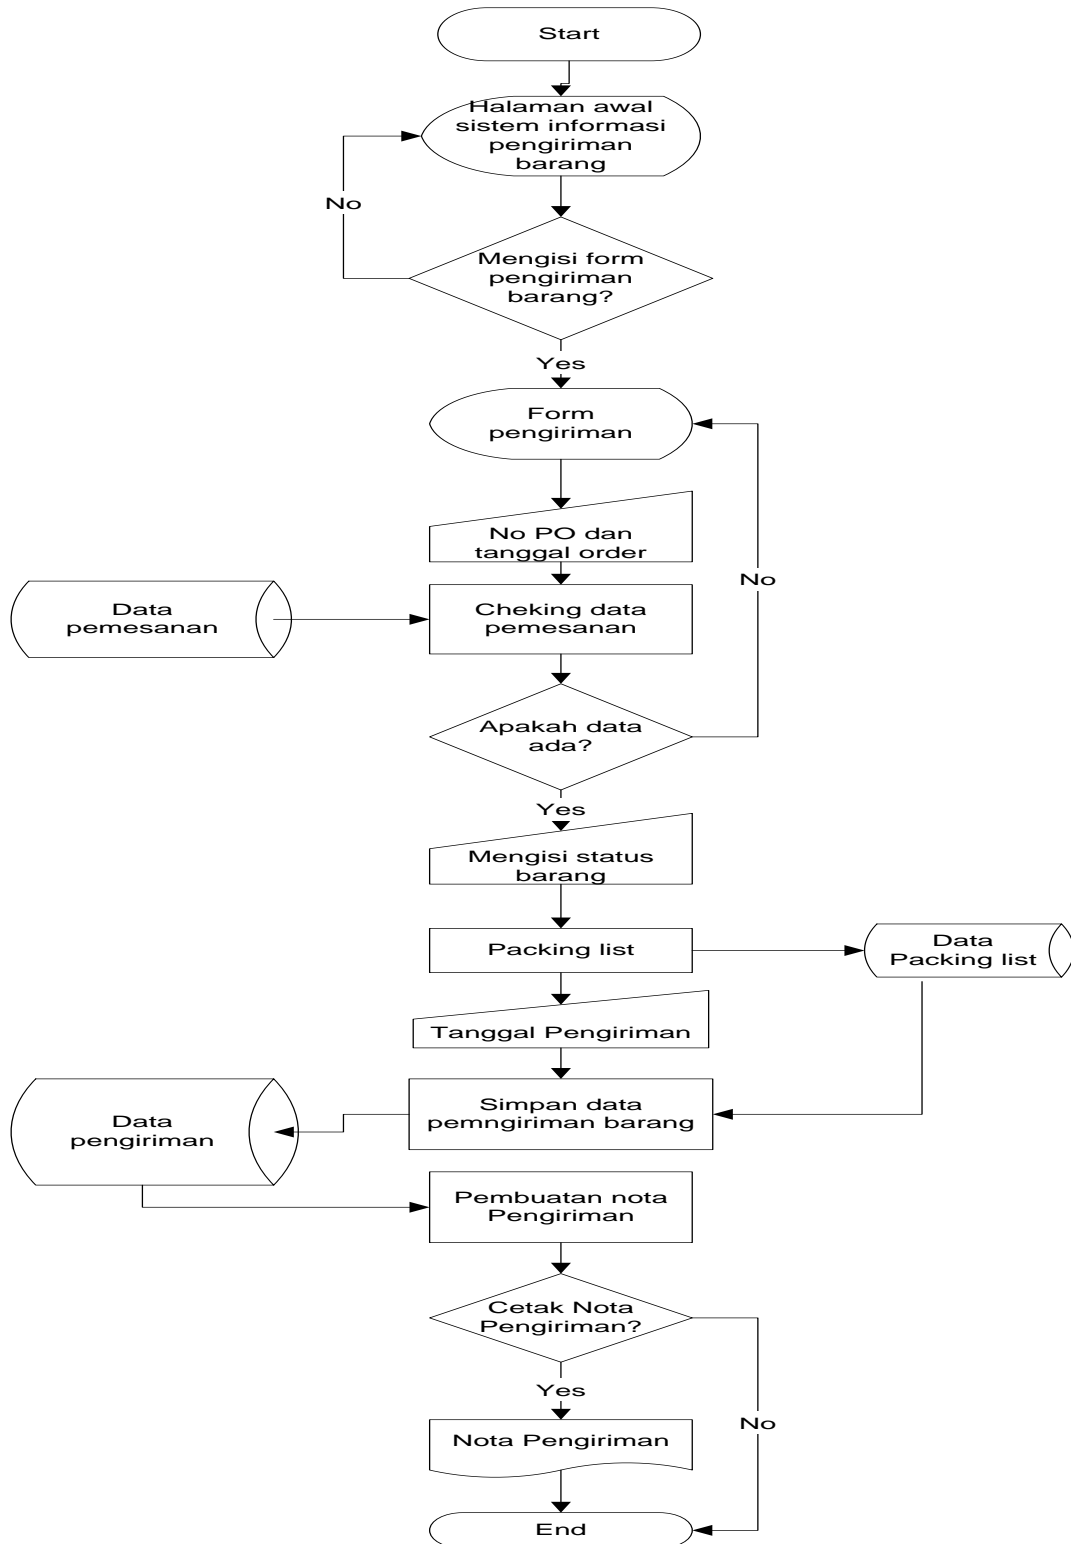 Start
Halaman awal
sistem informasi
pengiriman
barang
No
Mengisi form
pengiriman
barang?
Yes
Form
pengiriman
No PO dan
tanggal order
No
Data
pemesanan
Cheking data
pemesanan
Apakah data
ada?
Yes
Mengisi status
barang
Packing list
Data
Packing list
Tanggal Pengiriman
Simpan data
pemngiriman barang
Data
pengiriman
Pembuatan nota
Pengiriman
Cetak Nota
Pengiriman?
Yes
No
Nota Pengiriman
End